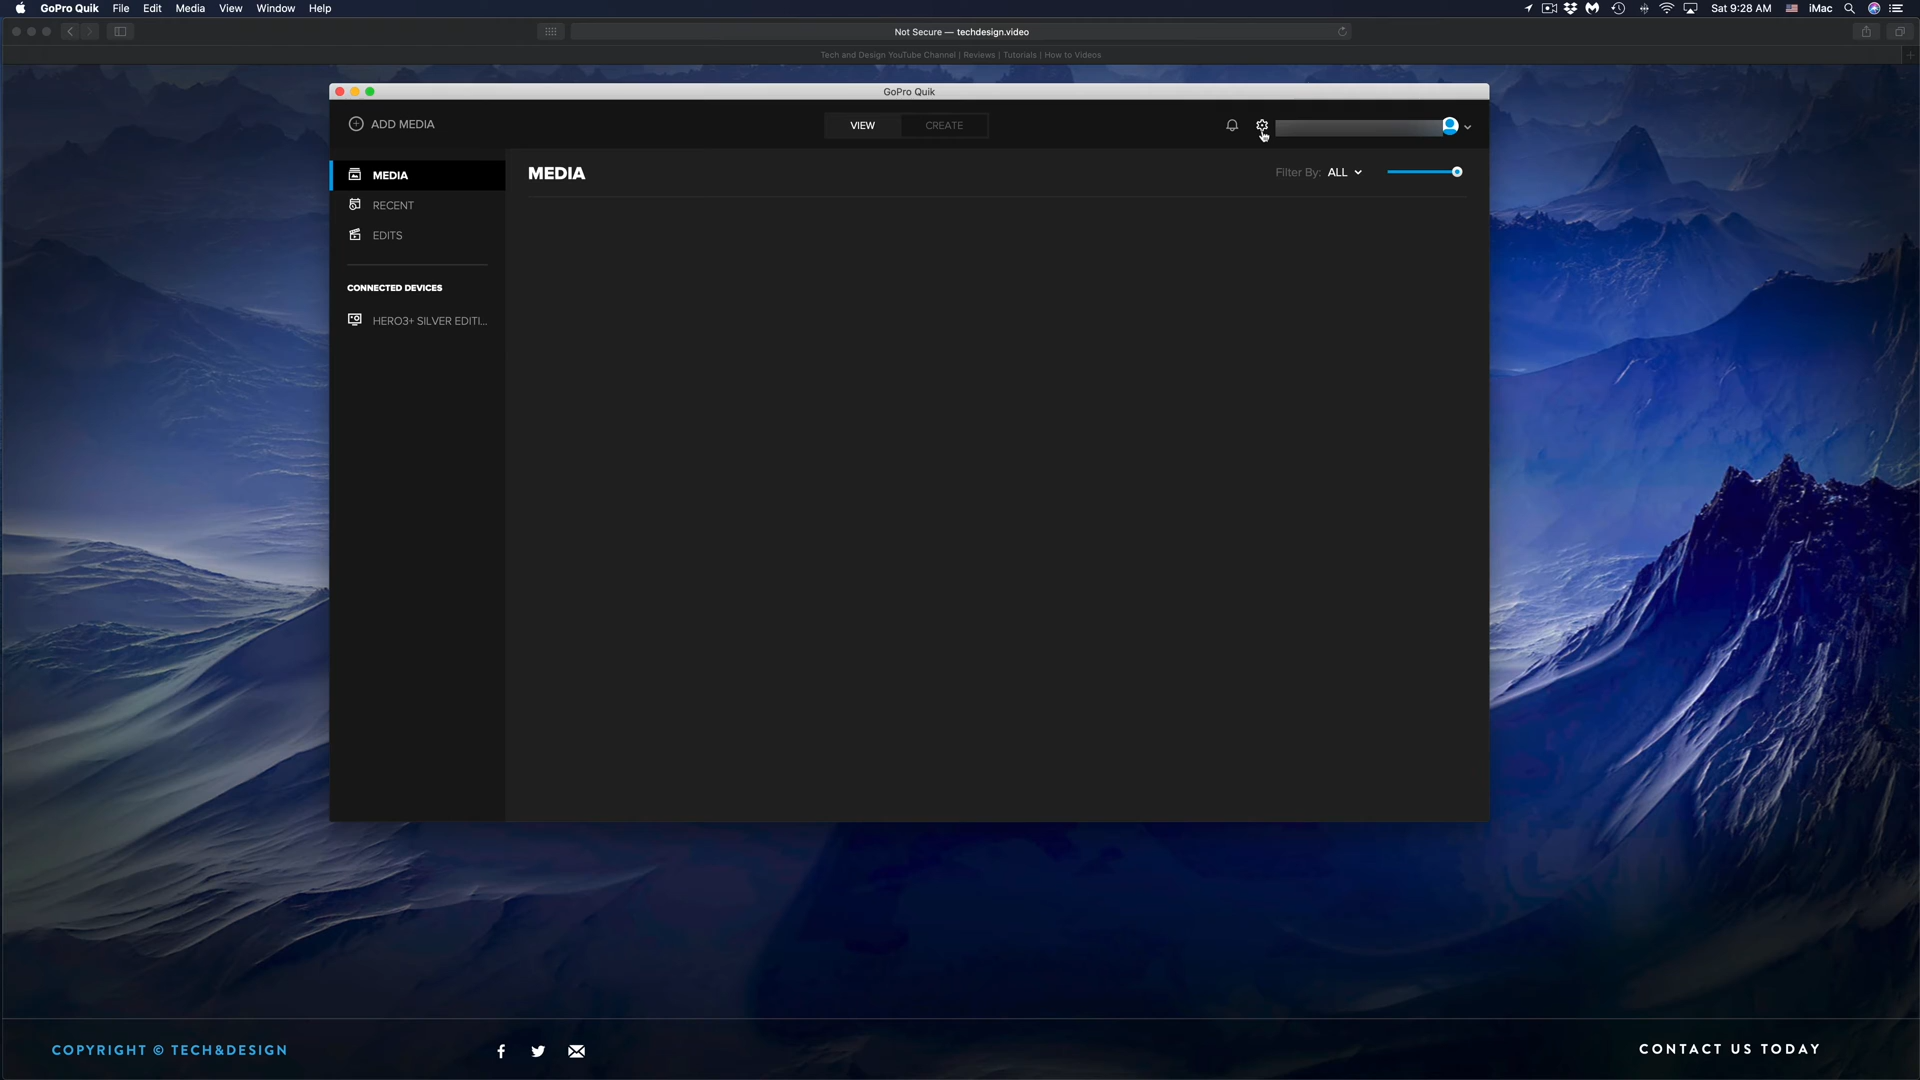 GoPro Quik File Edit Media View Window Help Sat 9:28 AM iMac
Not Secure — techdesign.video
Tech and Design YouTube Channel | Reviews | Tutorials | How to Videos
GoPro Quik
ADD MEDIA VIEW CREATE
MEDIA
RECENT
EDITS
CONNECTED DEVICES
HERO3+ SILVER EDITI...
MEDIA Filter By: ALL
COPYRIGHT © TECH&DESIGN CONTACT US TODAY